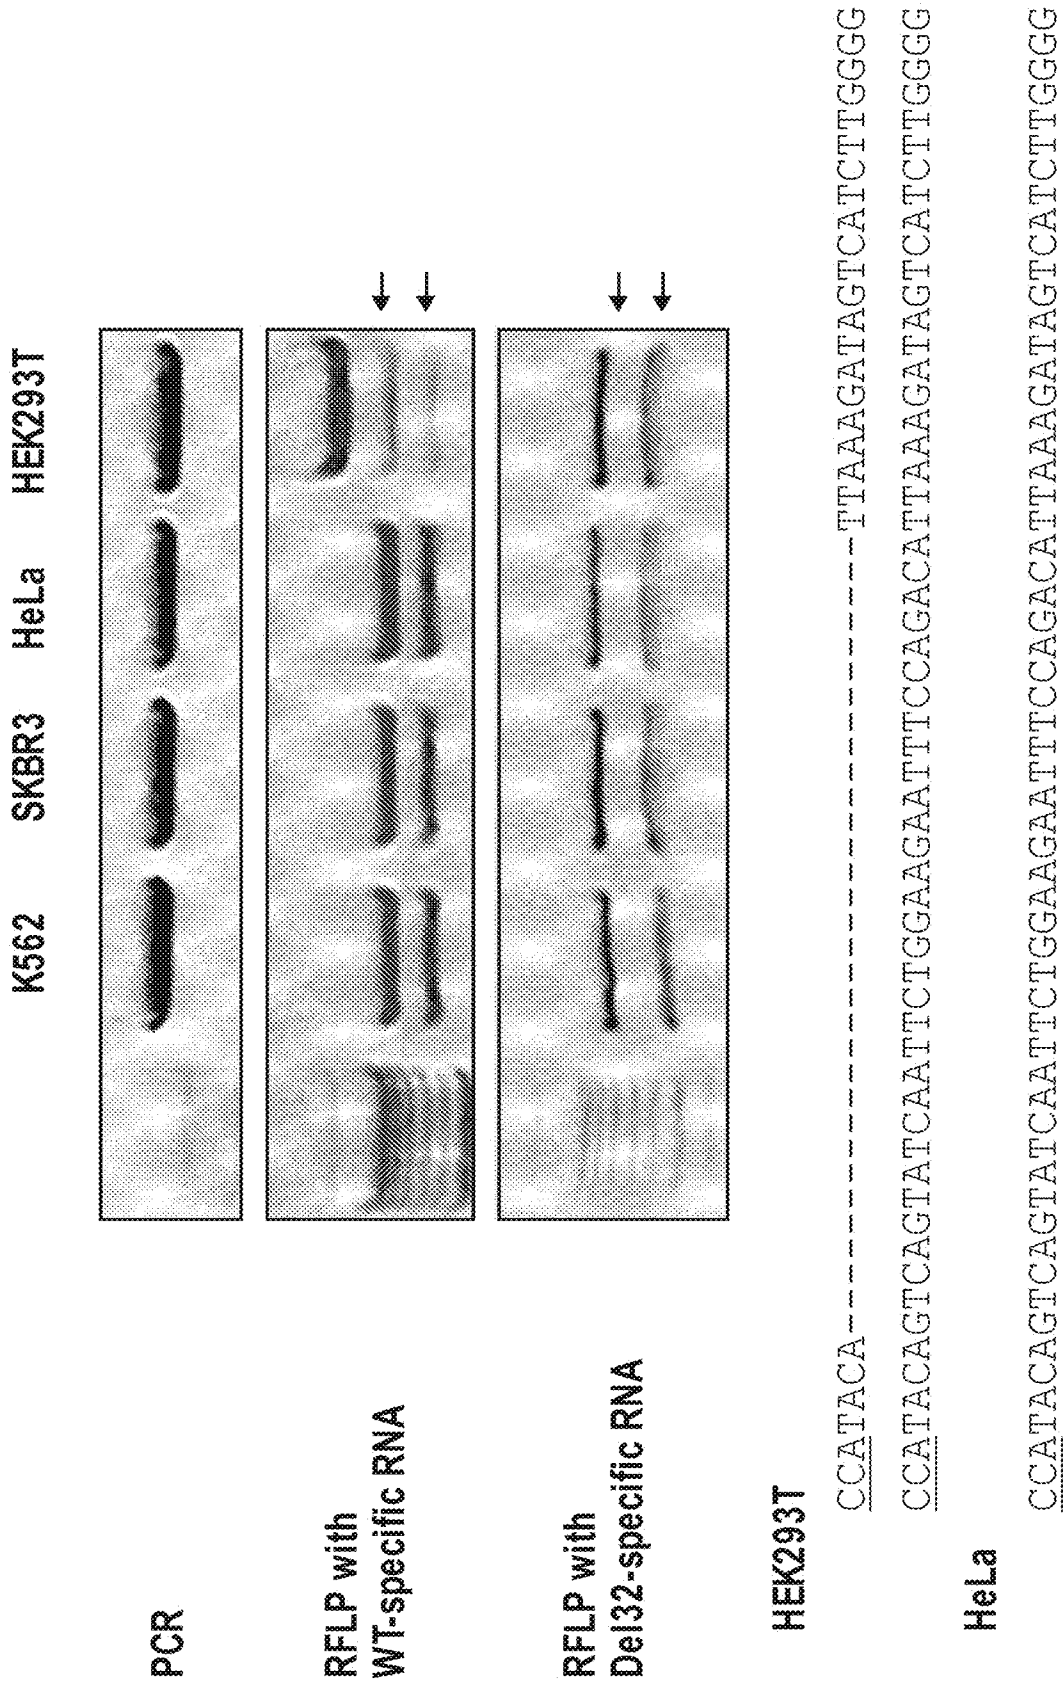 K562 SKBR3 HeLa HEK293T
PCR
RFLP with
WT-specific RNA
RFLP with
Del32-specific RNA
HEK293T
CCATACA--------------------------------TTAAAGATAGTCATCTTGGGG
CCATACAGTCAGTATCAATTCTGGAAGAATTTCCAGACATTAAAGATAGTCATCTTGGGG
HeLa
CCATACAGTCAGTATCAATTCTGGAAGAATTTCCAGACATTAAAGATAGTCATCTTGGGG